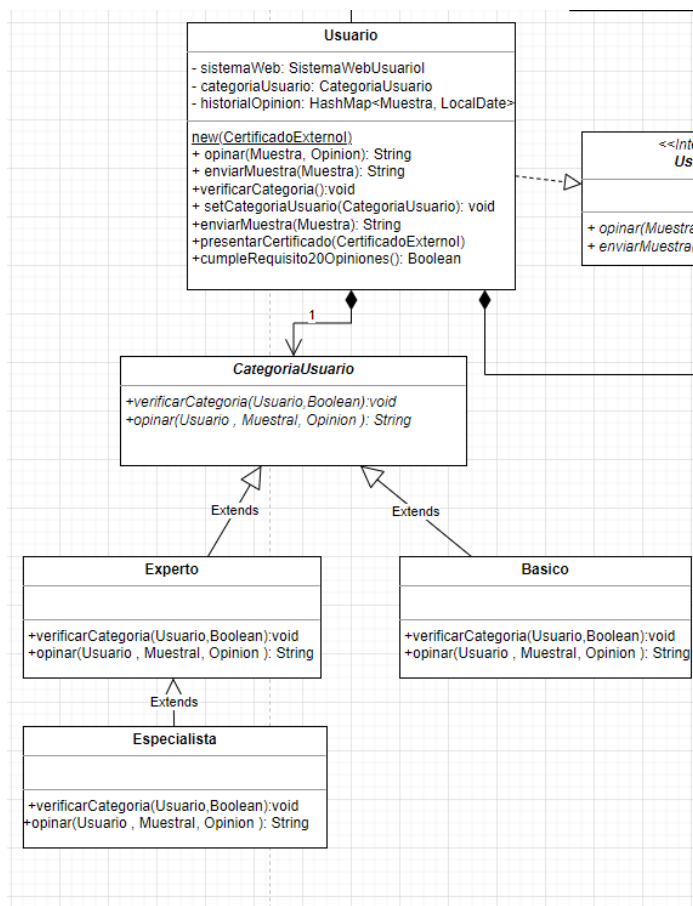 Usuario
- sistemaWeb: SistemaWebUsuarioI
- categoriaUsuario: CategoriaUsuario
- historialOpinion: HashMap<Muestra, LocalDate>
new(CertificadoExternoI)
+ opinar(Muestra, Opinion): String
+ enviarMuestra(Muestra): String
+verificarCategoria():void
+ setCategoriaUsuario(CategoriaUsuario): void
+enviarMuestra(Muestra): String
+presentarCertificado(CertificadoExternoI)
+cumpleRequisito20Opiniones(): Boolean
<<Inte
Us
+ opinar(Muestra
+ enviarMuestra(
1
CategoriaUsuario
+verificarCategoria(Usuario,Boolean):void
+opinar(Usuario , MuestraI, Opinion ): String
Extends
Extends
Experto
+verificarCategoria(Usuario,Boolean):void
+opinar(Usuario , MuestraI, Opinion ): String
Basico
+verificarCategoria(Usuario,Boolean):void
+opinar(Usuario , MuestraI, Opinion ): String
Extends
Especialista
+verificarCategoria(Usuario,Boolean):void
+opinar(Usuario , MuestraI, Opinion ): String